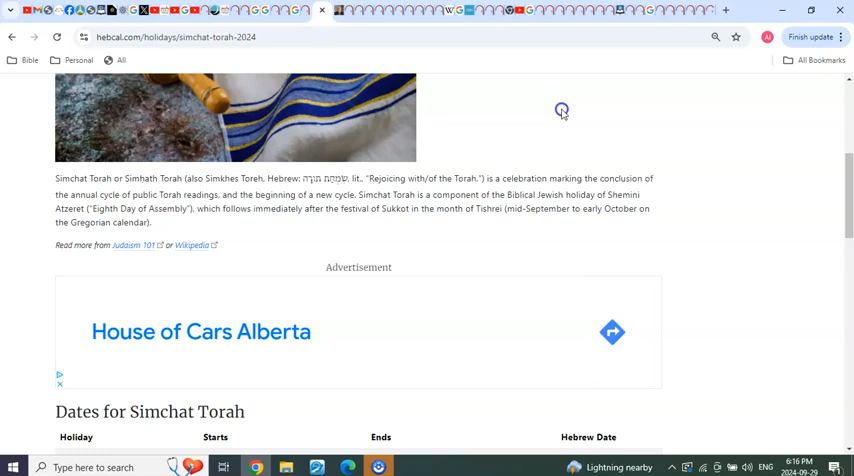 Finish update
hebcal.com/holidays/simchat-torah-2024
Bible
Personal
All
All Bookmarks
Simchat Torah or Simḥath Torah (also Simkhes Toreh, Hebrew: שִׂמְחַת תורָה, lit., “Rejoicing with/of the Torah,”) is a celebration marking the conclusion of
the annual cycle of public Torah readings, and the beginning of a new cycle. Simchat Torah is a component of the Biblical Jewish holiday of Shemini
Atzeret (“Eighth Day of Assembly”), which follows immediately after the festival of Sukkot in the month of Tishrei (mid-September to early October on
the Gregorian calendar).
Read more from Judaism 101 or Wikipedia
Advertisement
House of Cars Alberta
Dates for Simchat Torah
Holiday Starts Ends Hebrew Date
Type here to search
Lightning nearby
ENG
6:16 PM
2024-09-29